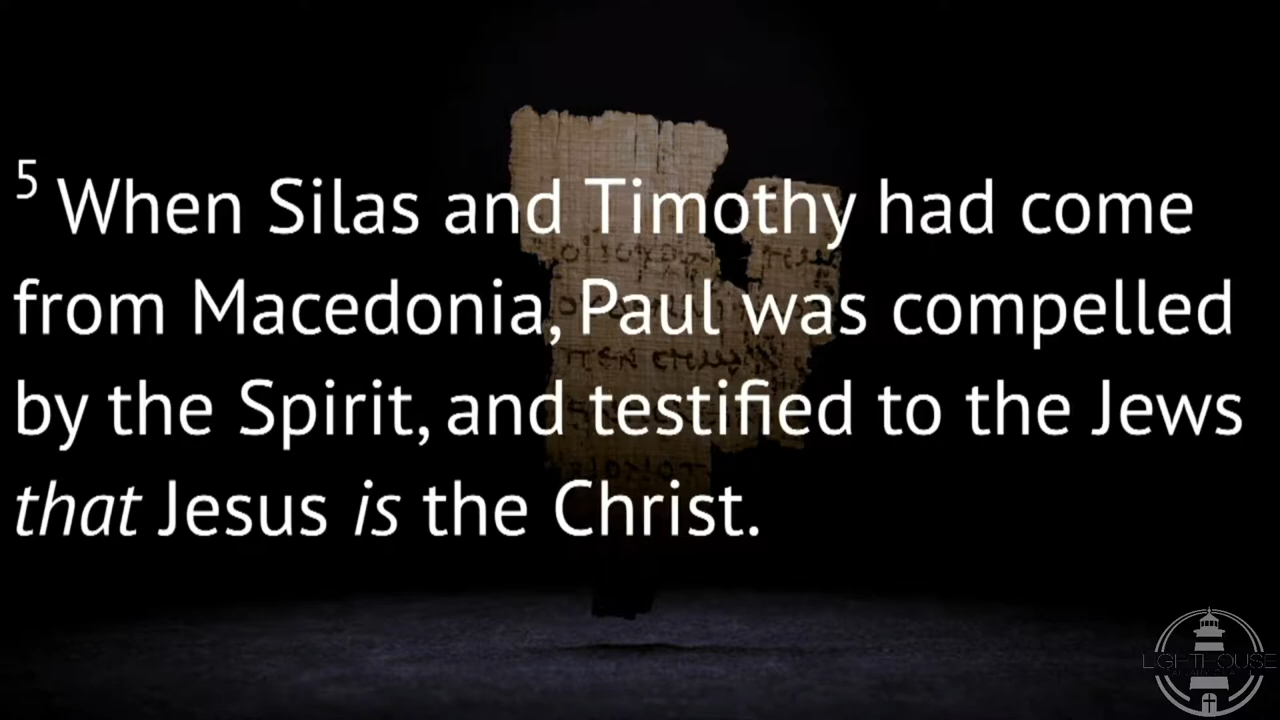 5 When Silas and Timothy had come
from Macedonia, Paul was compelled
by the Spirit, and testified to the Jews
that Jesus is the Christ.
LIGHTHOUSE